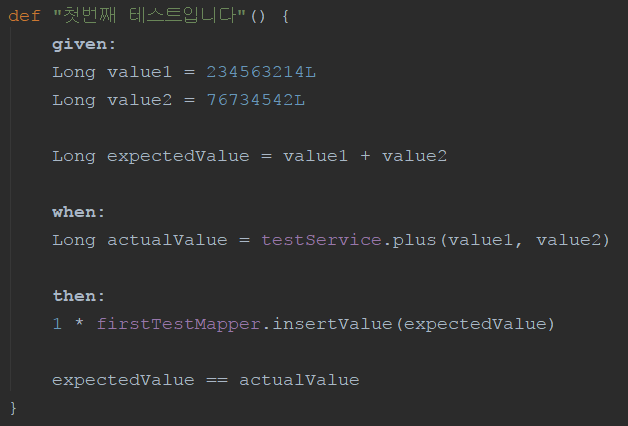 def "첫번째 테스트입니다"() {
given:
Long value1 = 234563214L
Long value2 = 76734542L
Long expectedValue = value1 + value2
when:
Long actualValue = testService.plus(value1, value2)
then:
1 * firstTestMapper.insertValue(expectedValue)
expectedValue == actualValue
}